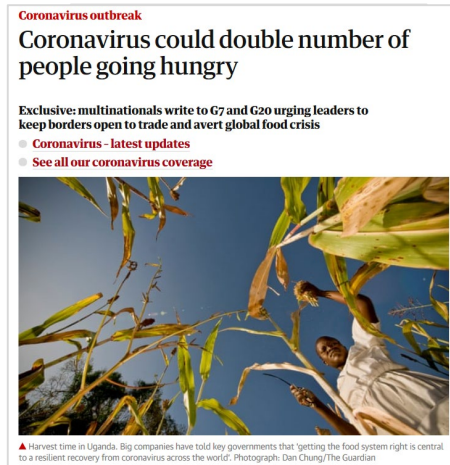 Coronavirus outbreak
Coronavirus could double number of
people going hungry
Exclusive: multinationals write to G7 and G20 urging leaders to
keep borders open to trade and avert global food crisis
Coronavirus – latest updates
See all our coronavirus coverage
▲ Harvest time in Uganda. Big companies have told key governments that ‘getting the food system right is central
to a resilient recovery from coronavirus across the world’. Photograph: Dan Chung/The Guardian